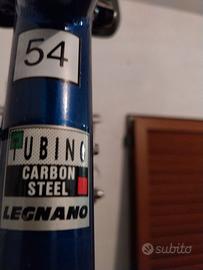 54
TUBING
CARBON
STEEL
LEGNANO
subito